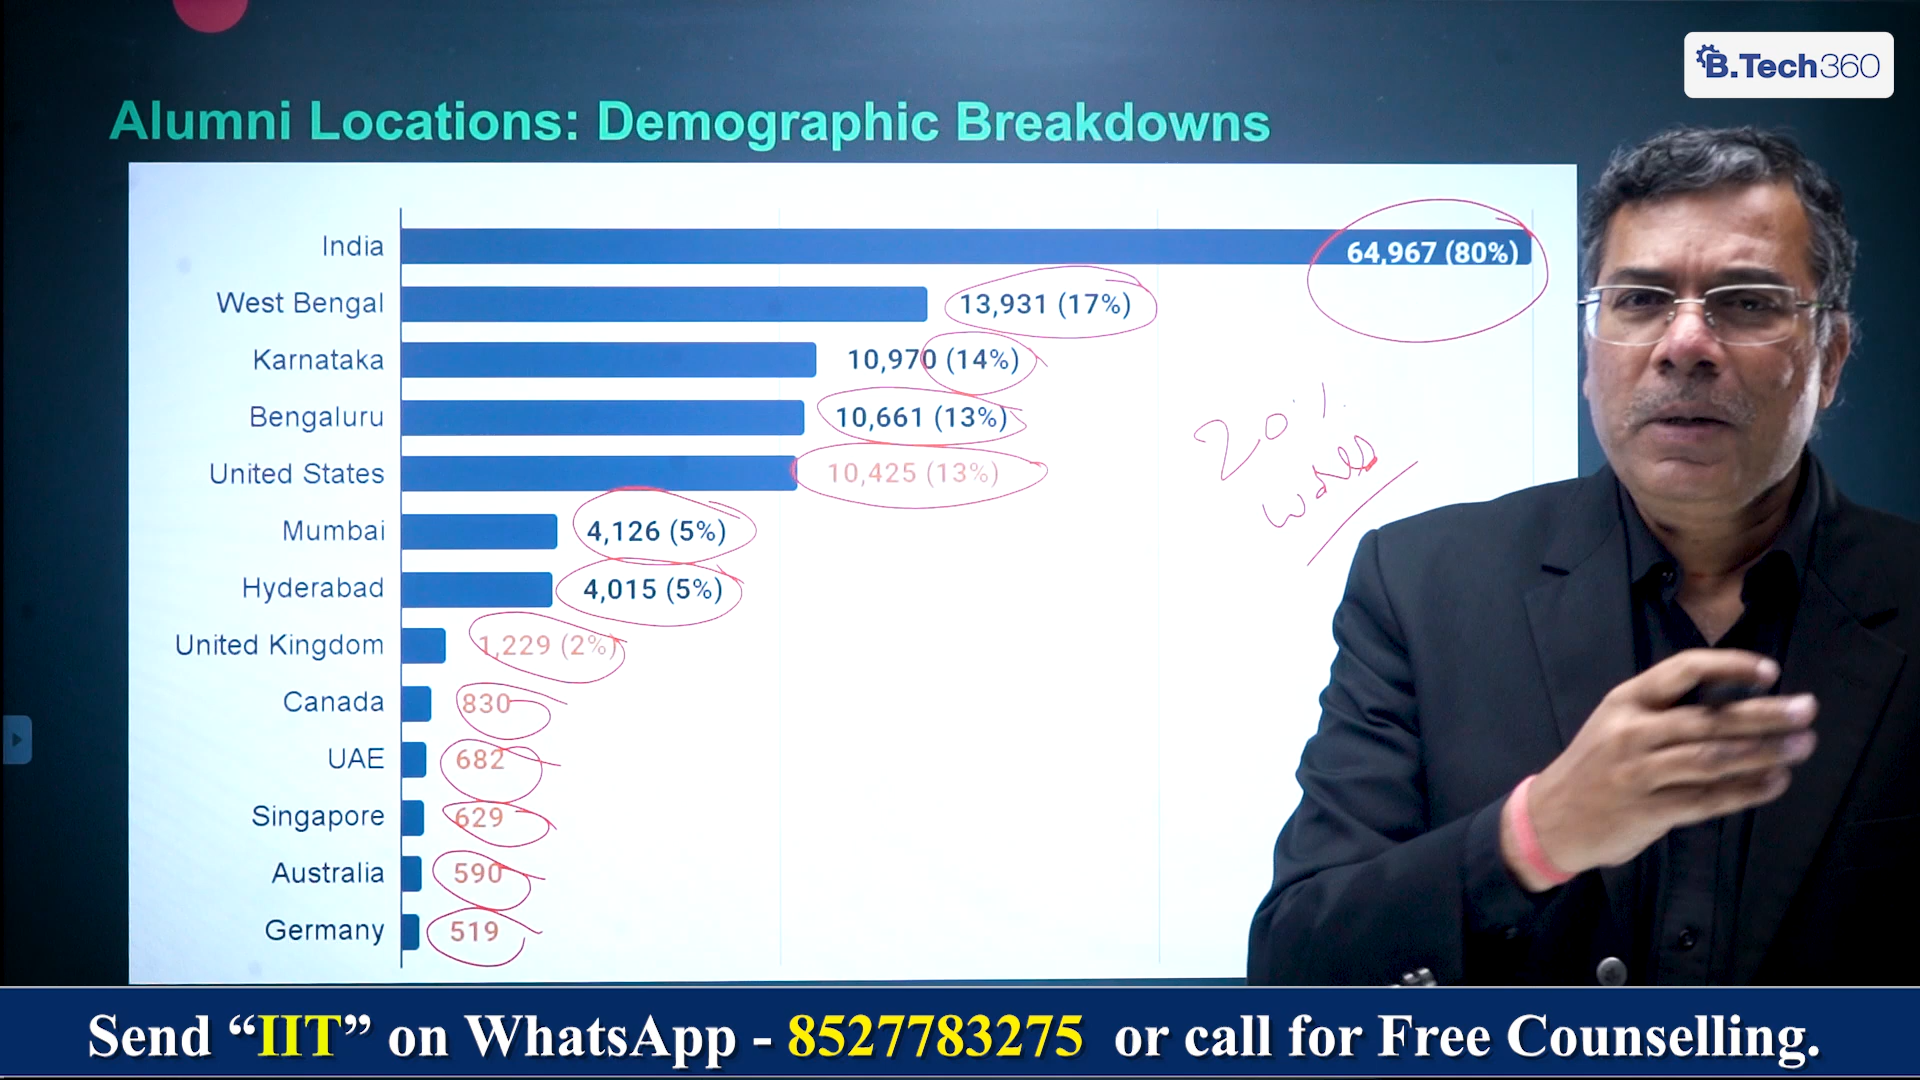 B.Tech360
Alumni Locations: Demographic Breakdowns
India 64,967 (80%)
West Bengal 13,931 (17%)
Karnataka 10,970 (14%)
Bengaluru 10,661 (13%)
United States 10,425 (13%)
Mumbai 4,126 (5%)
Hyderabad 4,015 (5%)
United Kingdom 1,229 (2%)
Canada 830
UAE 682
Singapore 629
Australia 590
Germany 519
20%
Send “IIT” on WhatsApp - 8527783275 or call for Free Counselling.